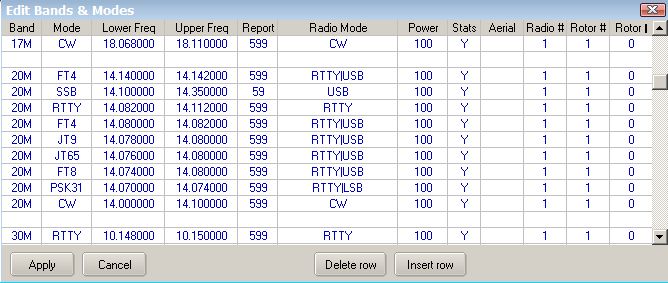 Edit Bands & Modes
Band Mode Lower Freq Upper Freq Report Radio Mode Power Stats Aerial Radio # Rotor # Rotor
17M CW 18.068000 18.110000 599 CW 100 Y 1 1 0
20M FT4 14.140000 14.142000 599 RTTY|USB 100 Y 1 1 0
20M SSB 14.100000 14.350000 59 USB 100 Y 1 1 0
20M RTTY 14.082000 14.112000 599 RTTY 100 Y 1 1 0
20M FT4 14.080000 14.082000 599 RTTY|USB 100 Y 1 1 0
20M JT9 14.078000 14.080000 599 RTTY|USB 100 Y 1 1 0
20M JT65 14.076000 14.080000 599 RTTY|USB 100 Y 1 1 0
20M FT8 14.074000 14.080000 599 RTTY|USB 100 Y 1 1 0
20M PSK31 14.070000 14.074000 599 RTTY|LSB 100 Y 1 1 0
20M CW 14.000000 14.100000 599 CW 100 Y 1 1 0
30M RTTY 10.148000 10.150000 599 RTTY 100 Y 1 1 0
Apply Cancel Delete row Insert row